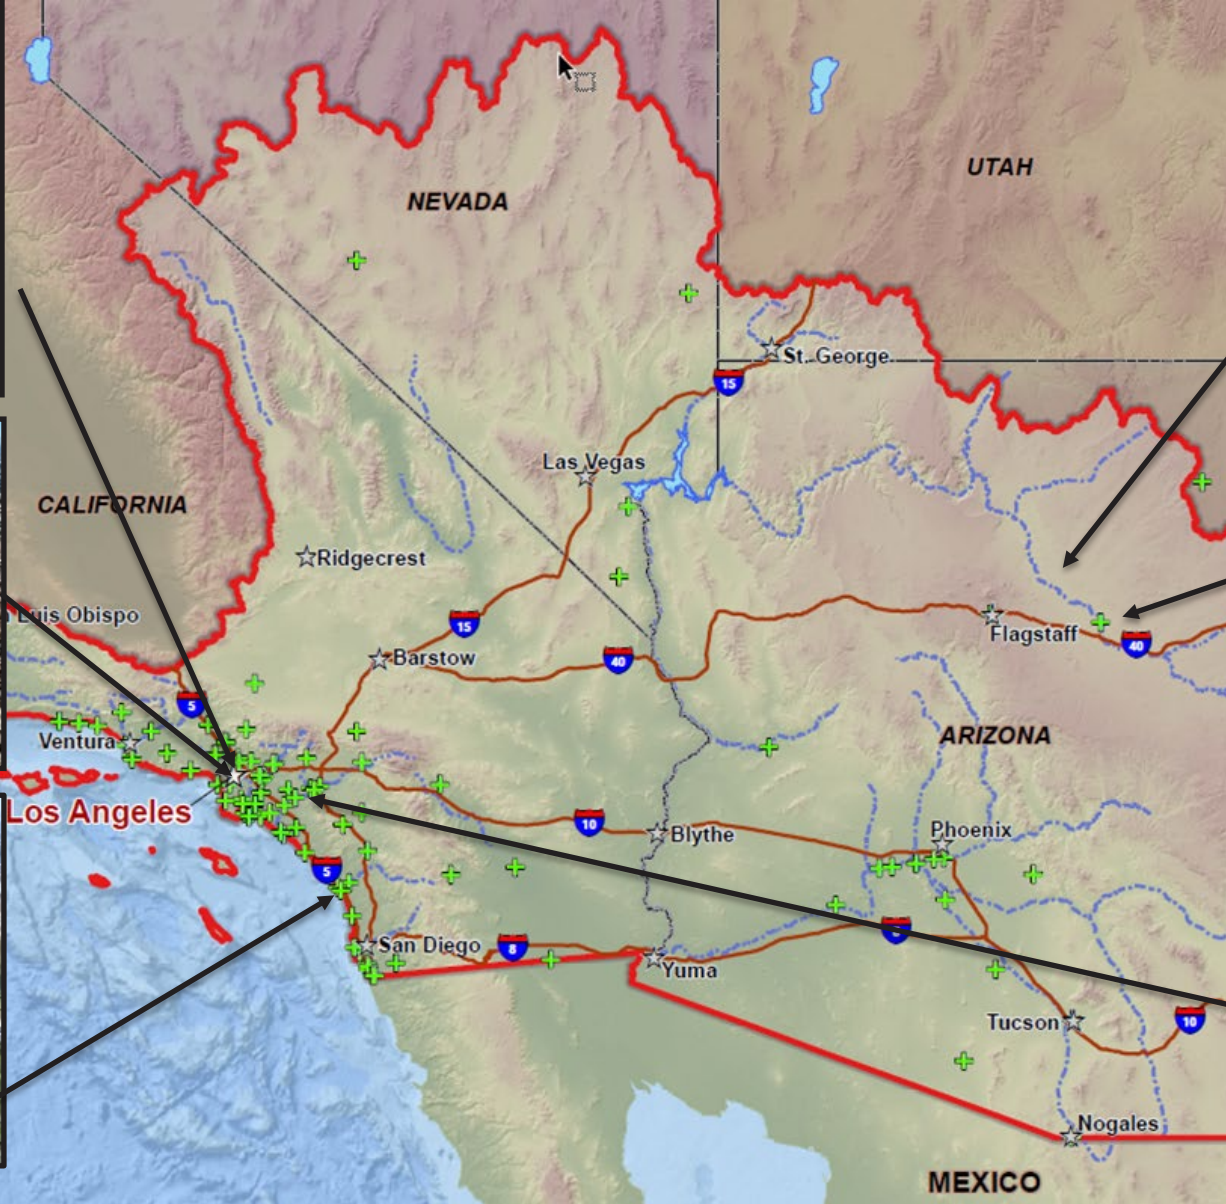 UTAH
NEVADA
St. George
15
Las Vegas
CALIFORNIA
Ridgecrest
Luis Obispo
15
Flagstaff
40
Barstow
40
5
Ventura
ARIZONA
Los Angeles
10
Blythe
Phoenix
5
San Diego
8
Yuma
Tucson
10
Nogales
MEXICO